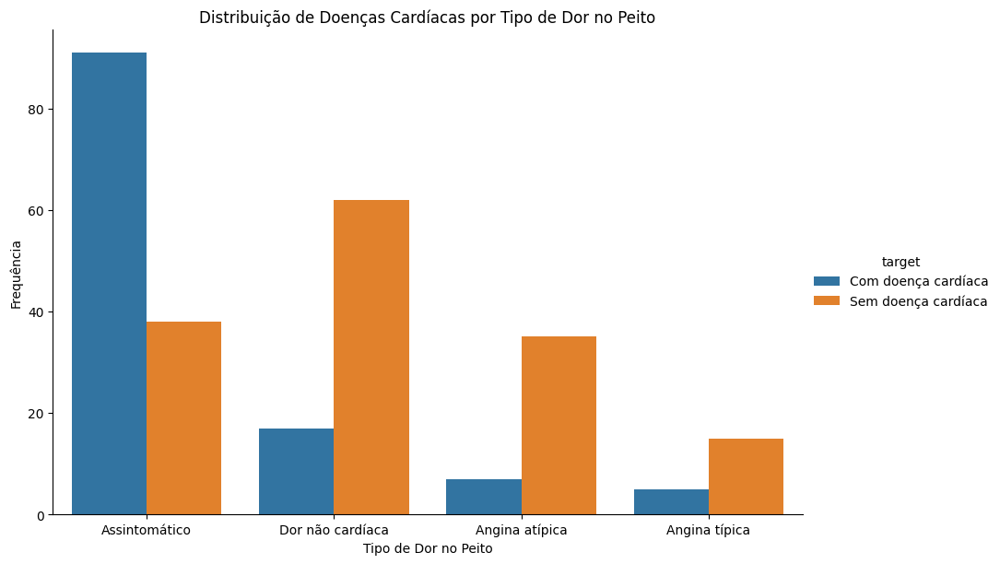 Distribuição de Doenças Cardíacas por Tipo de Dor no Peito
Frequência
80
60
40
20
0
Assintomático
Dor não cardíaca
Angina atípica
Angina típica
Tipo de Dor no Peito
target
Com doença cardíaca
Sem doença cardíaca